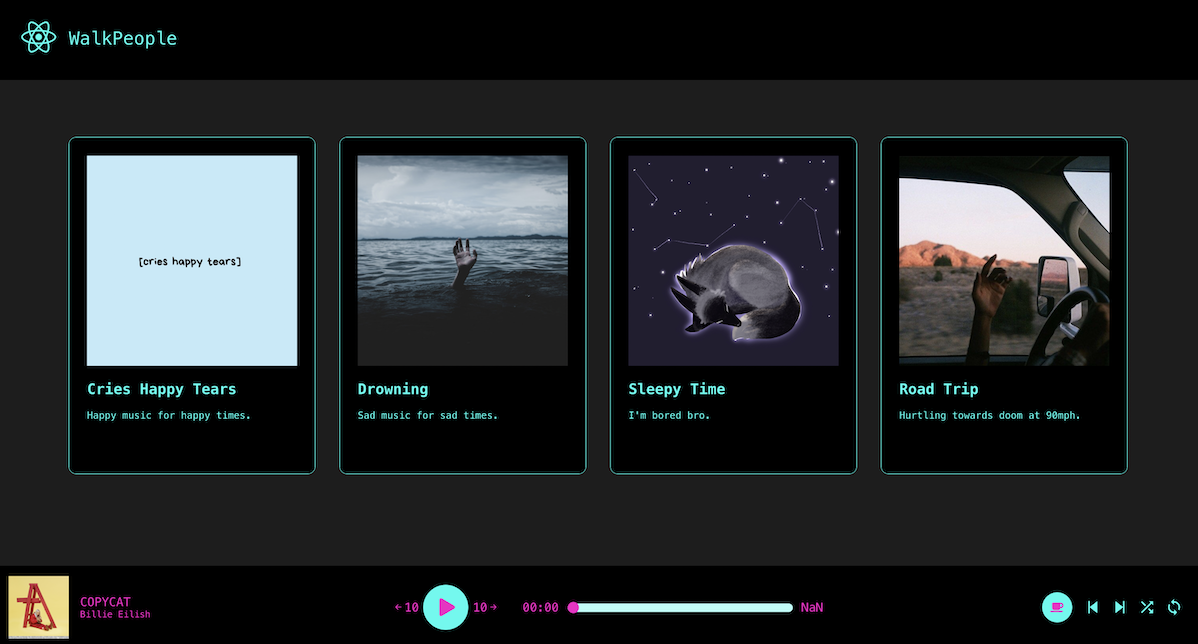 WalkPeople
[cries happy tears]
Cries Happy Tears
Happy music for happy times.
Drowning
Sad music for sad times.
Sleepy Time
I'm bored bro.
Road Trip
Hurtling towards doom at 90mph.
COPYCAT
Billie Eilish
←10
10→
00:00
NaN